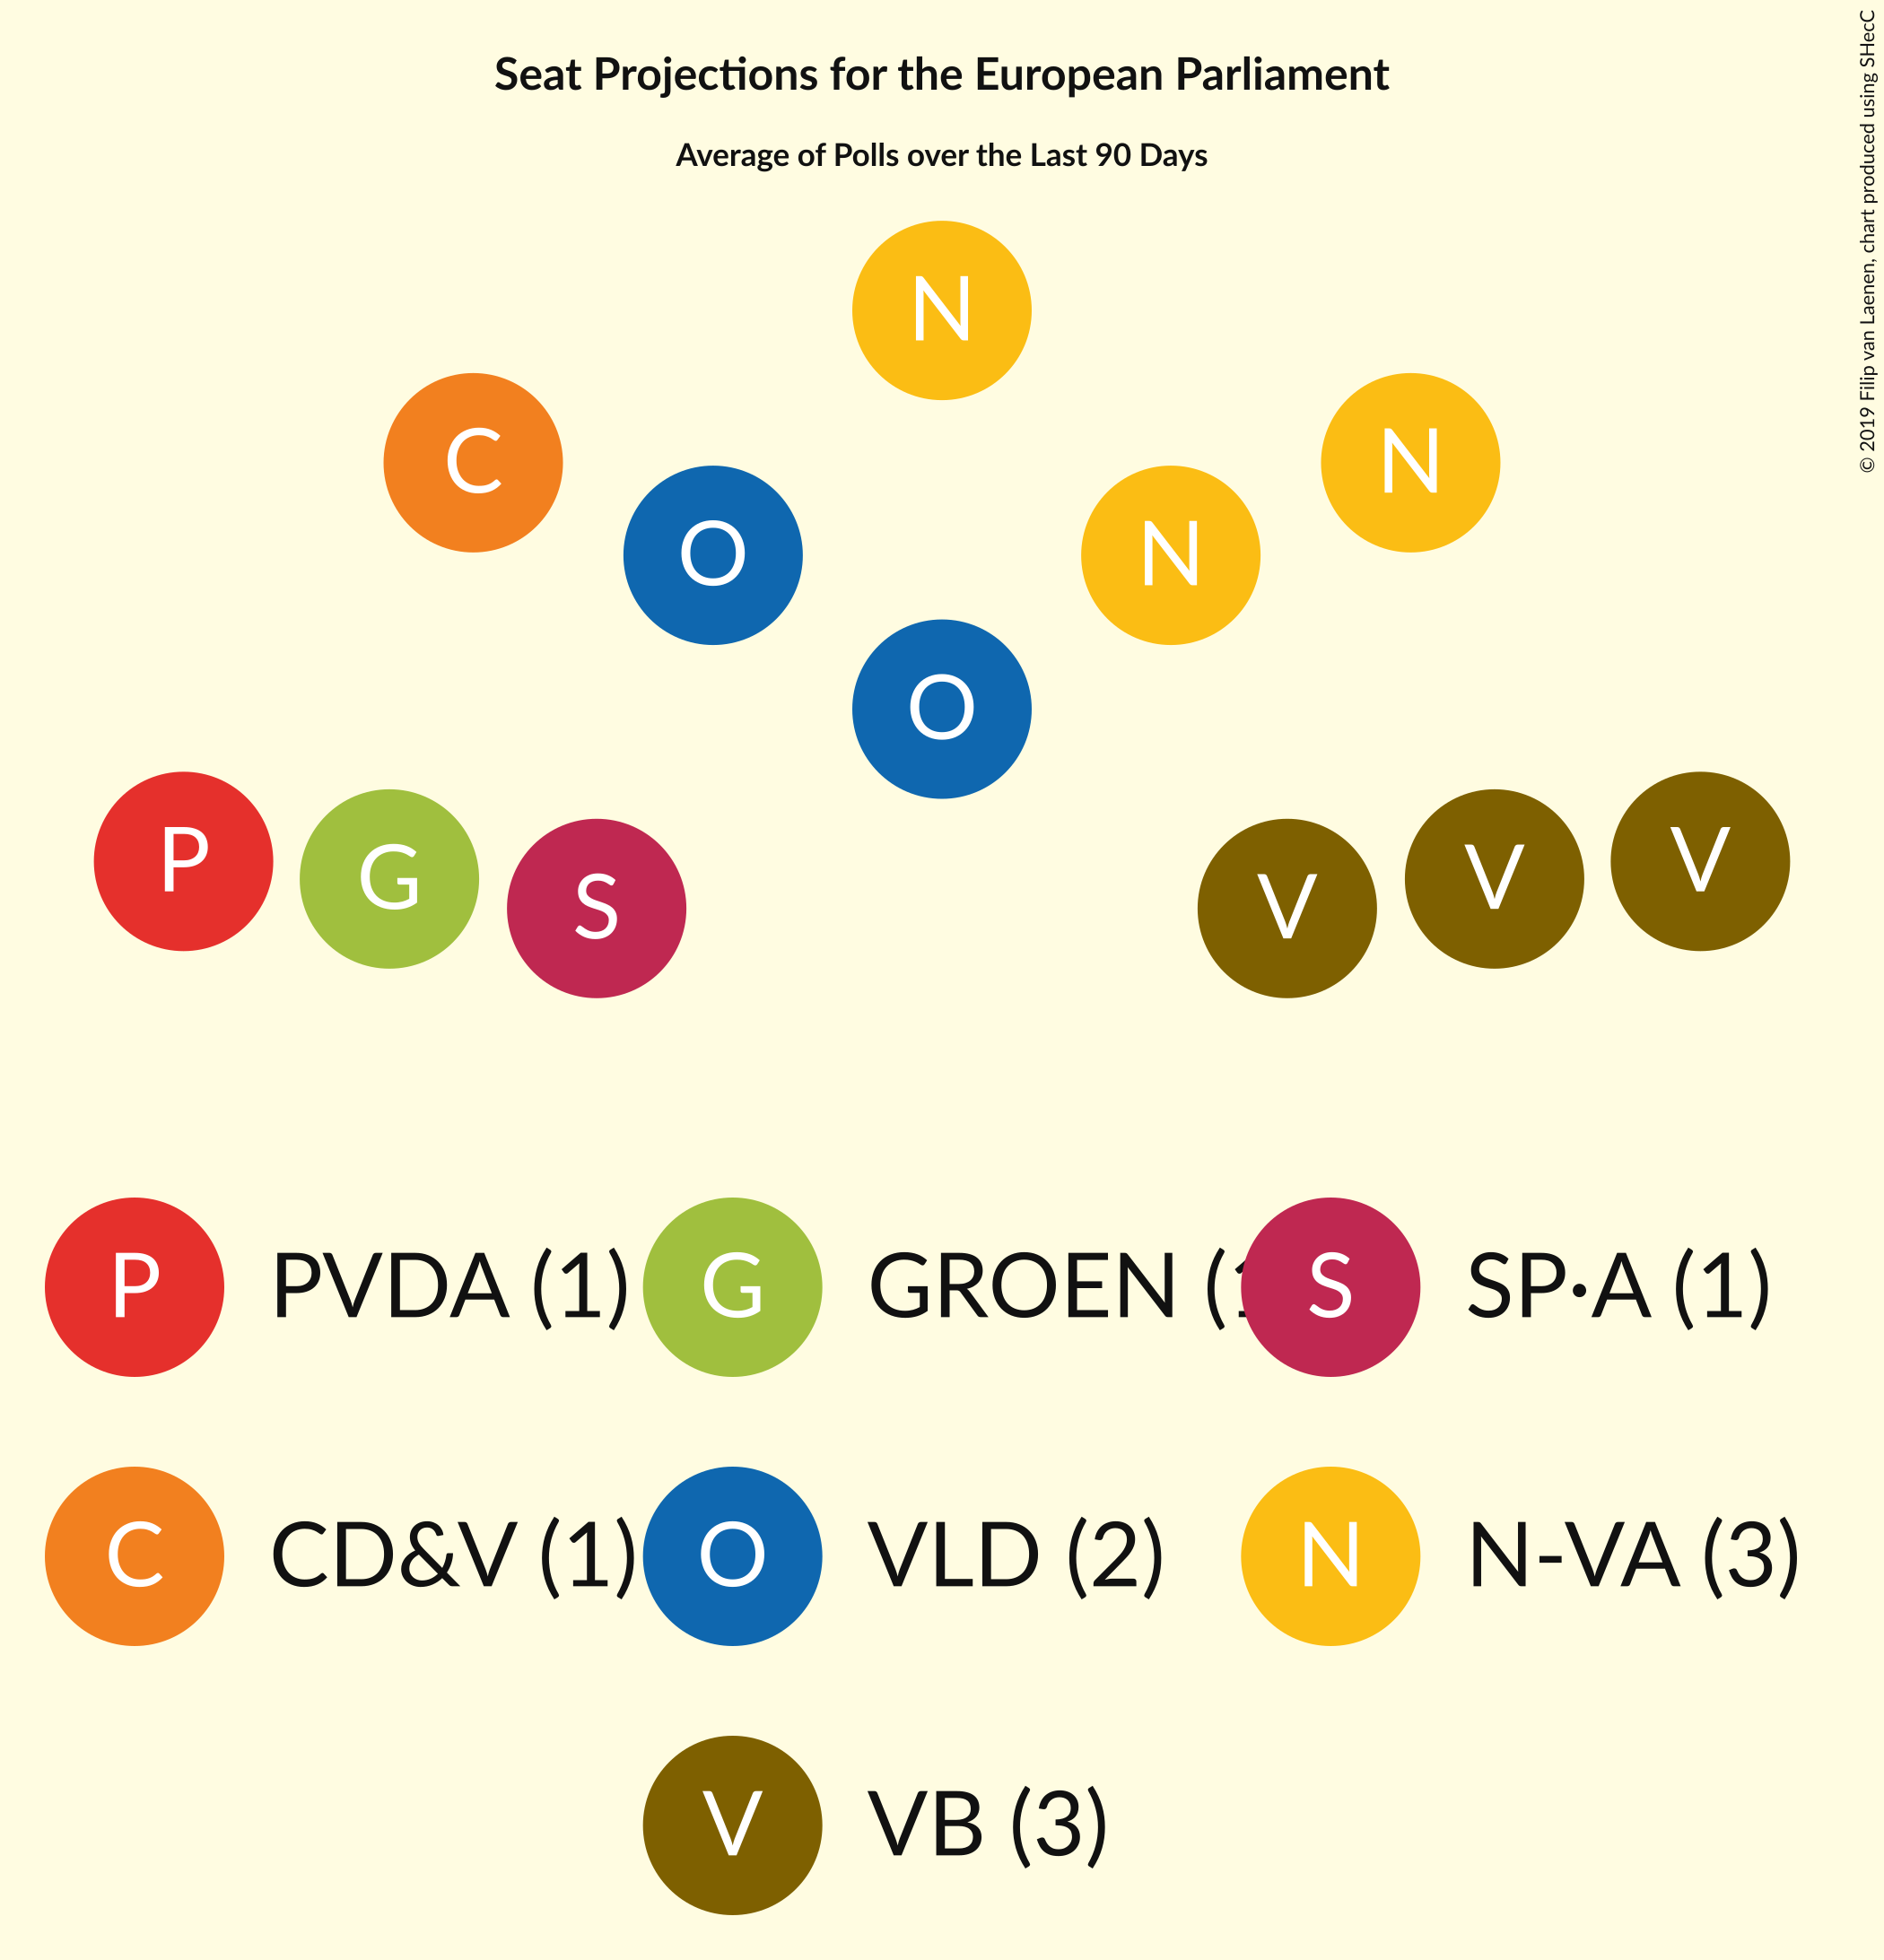 Seat Projections for the European Parliament
Average of Polls over the Last 90 Days
© 2019 Filip van Laenen, chart produced using SHecC
N
C
N
O
N
O
P
G
S
V
V
V
P PVDA (1) G GROEN (1 S SP·A (1)
C CD&V (1) O VLD (2) N N-VA (3)
V VB (3)